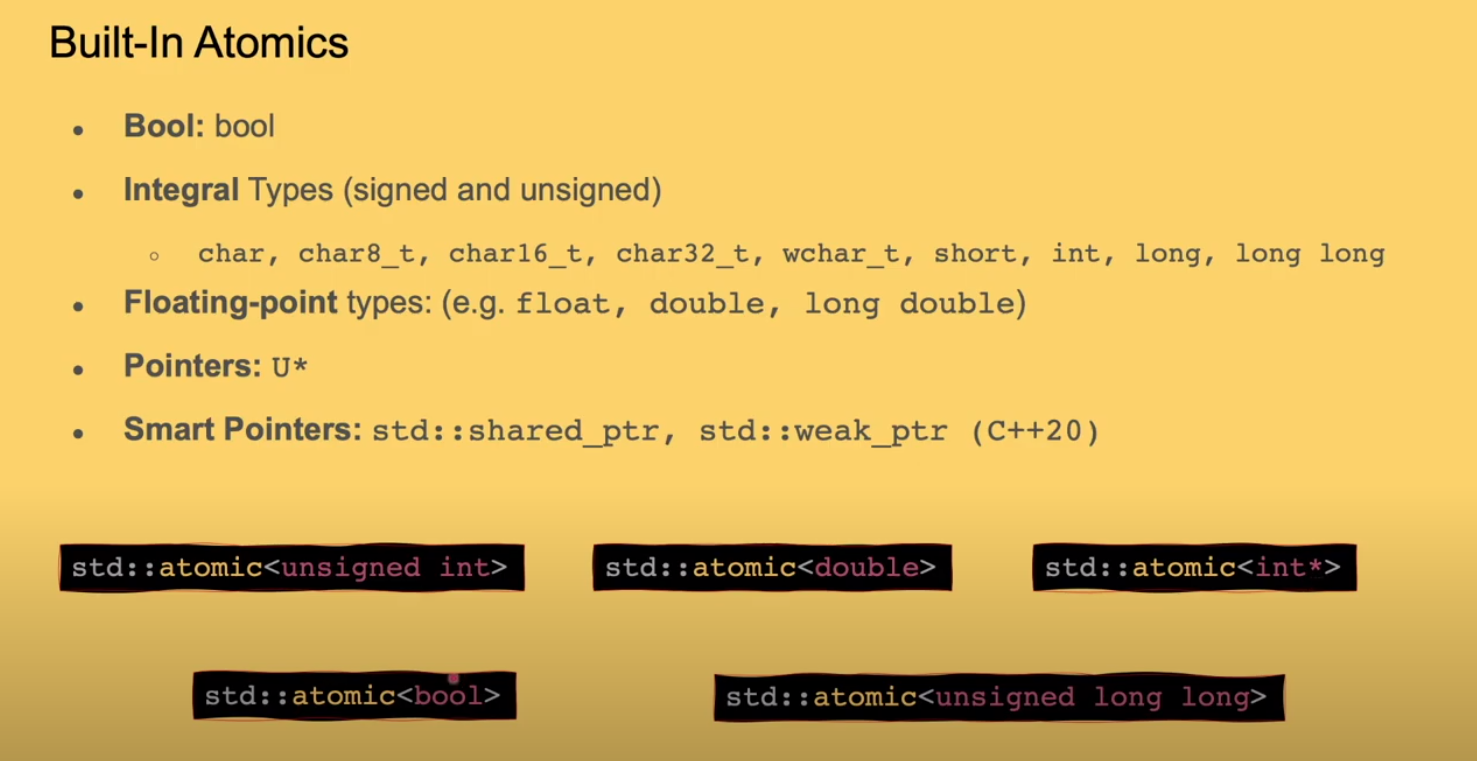 Built-In Atomics
• Bool: bool
• Integral Types (signed and unsigned)
○ char, char8_t, char16_t, char32_t, wchar_t, short, int, long, long long
• Floating-point types: (e.g. float, double, long double)
• Pointers: U*
• Smart Pointers: std::shared_ptr, std::weak_ptr (C++20)
std::atomic<unsigned int>
std::atomic<double>
std::atomic<int*>
std::atomic<bool>
std::atomic<unsigned long long>